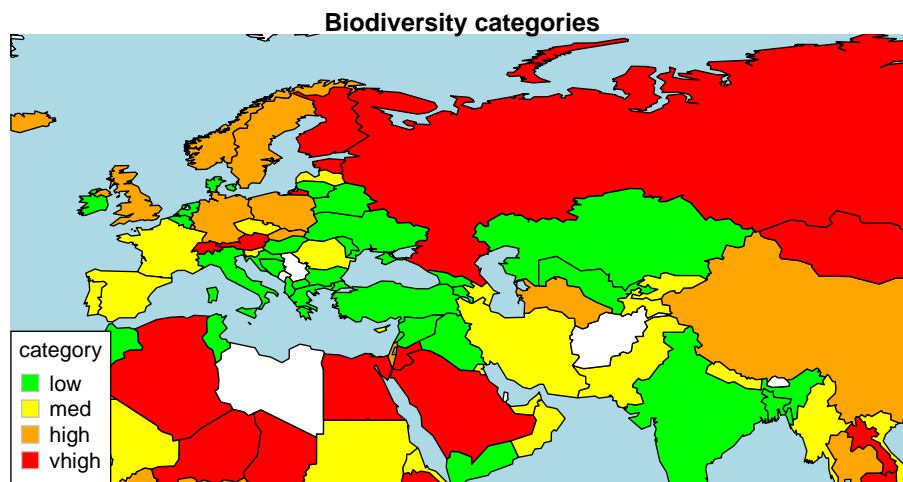 Biodiversity categories
category
low
med
high
vhigh